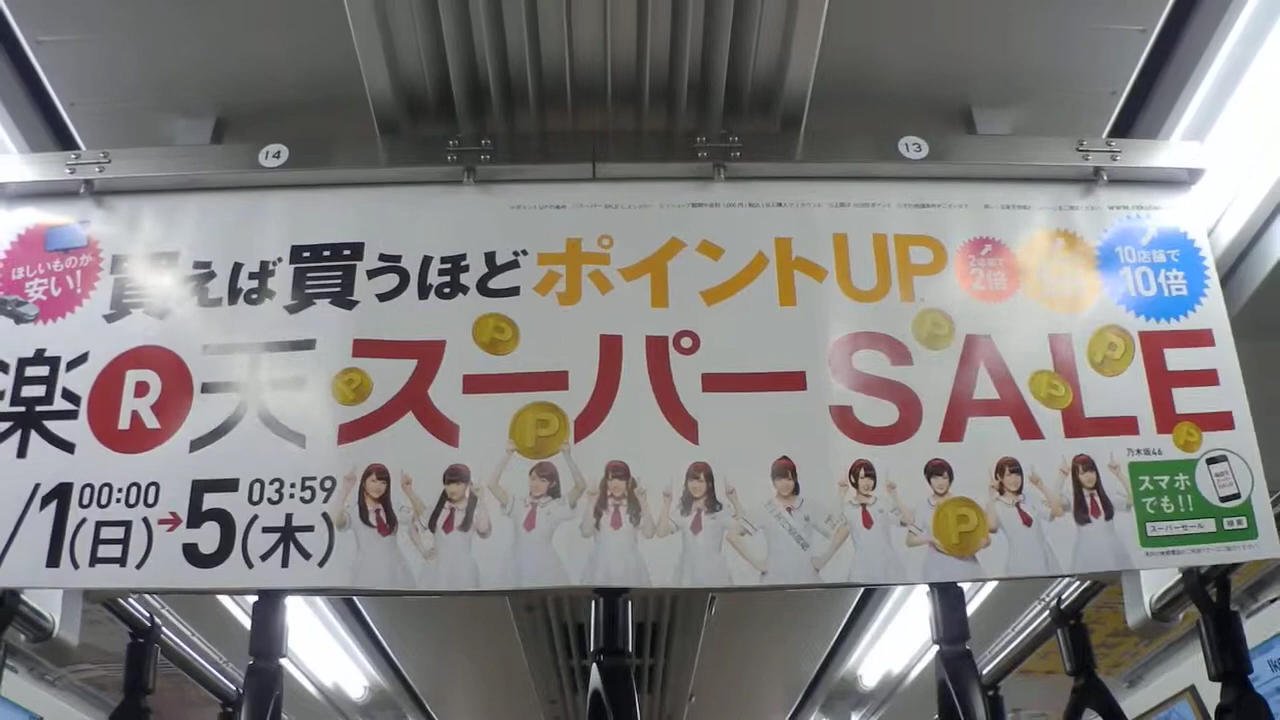 14
13
ほしいものが
安い!
買えば買うほどポイントUP
2店舗で
2倍
10店舗で
10倍
楽R天スーパーSALE
/1(日)00:00→5(木)03:59
乃木坂46
スマホ
でも!!
スーパーセール 検索